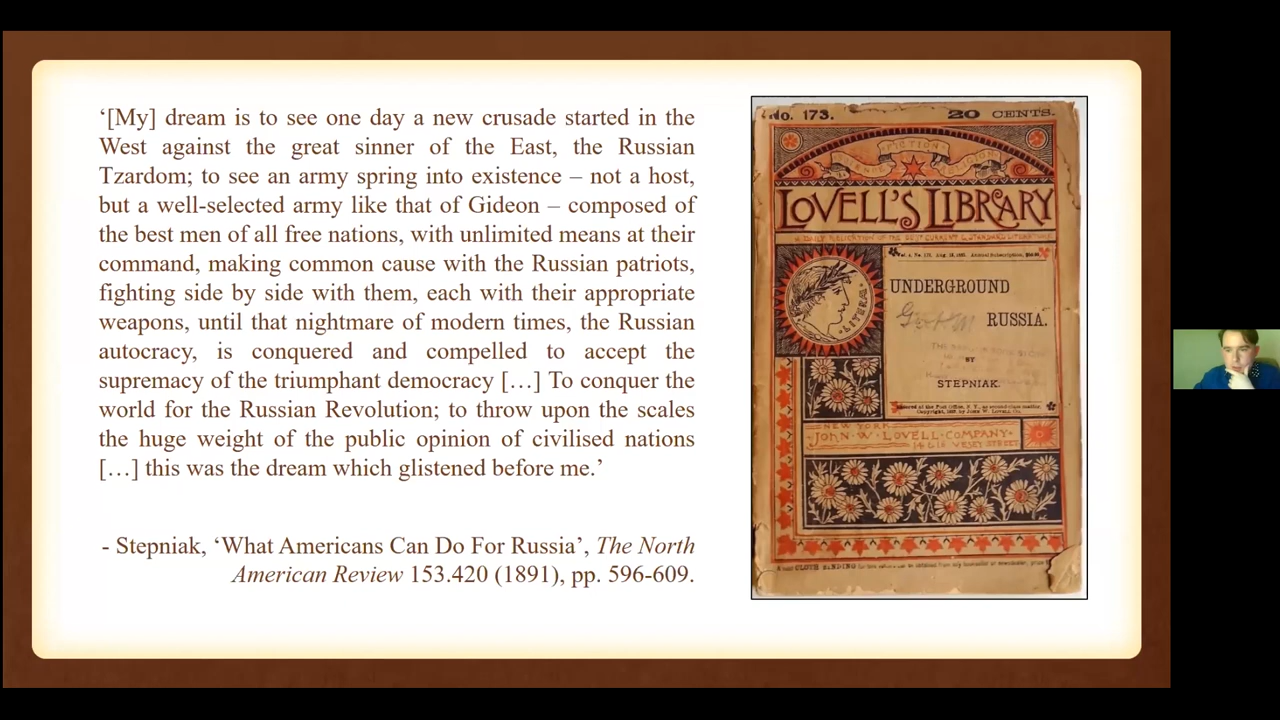 ‘[My] dream is to see one day a new crusade started in the
West against the great sinner of the East, the Russian
Tzardom; to see an army spring into existence – not a host,
but a well-selected army like that of Gideon – composed of
the best men of all free nations, with unlimited means at their
command, making common cause with the Russian patriots,
fighting side by side with them, each with their appropriate
weapons, until that nightmare of modern times, the Russian
autocracy, is conquered and compelled to accept the
supremacy of the triumphant democracy […] To conquer the
world for the Russian Revolution; to throw upon the scales
the huge weight of the public opinion of civilised nations
[…] this was the dream which glistened before me.’
- Stepniak, ‘What Americans Can Do For Russia’, The North
American Review 153.420 (1891), pp. 596-609.
No. 173. 20 CENTS.
FICTION
LOVELL'S LIBRARY
LITERA
UNDERGROUND
RUSSIA.
BY
STEPNIAK.
NEW YORK
JOHN · W · LOVELL · COMPANY
VESEY STREET
CLOTH BINDING